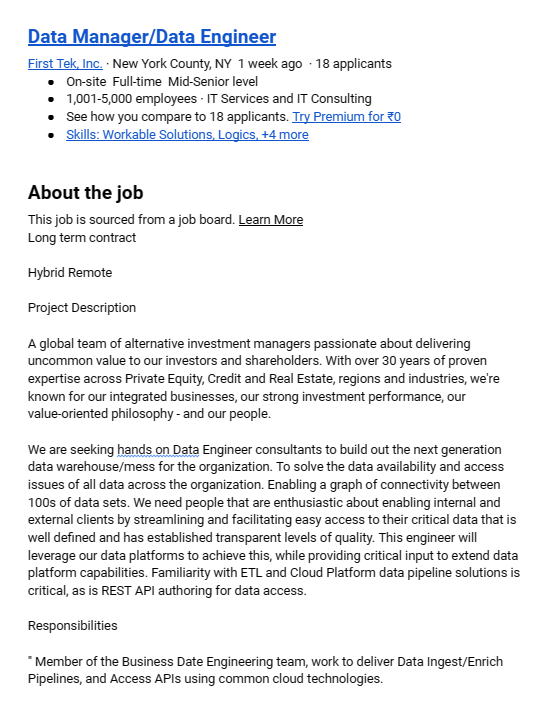 Data Manager/Data Engineer
First Tek, Inc. · New York County, NY  1 week ago  · 18 applicants
● On-site  Full-time  Mid-Senior level
● 1,001-5,000 employees · IT Services and IT Consulting
● See how you compare to 18 applicants. Try Premium for ₹0
● Skills: Workable Solutions, Logics, +4 more
About the job
This job is sourced from a job board. Learn More
Long term contract
Hybrid Remote
Project Description
A global team of alternative investment managers passionate about delivering
uncommon value to our investors and shareholders. With over 30 years of proven
expertise across Private Equity, Credit and Real Estate, regions and industries, we're
known for our integrated businesses, our strong investment performance, our
value-oriented philosophy - and our people.
We are seeking hands on Data Engineer consultants to build out the next generation
data warehouse/mess for the organization. To solve the data availability and access
issues of all data across the organization. Enabling a graph of connectivity between
100s of data sets. We need people that are enthusiastic about enabling internal and
external clients by streamlining and facilitating easy access to their critical data that is
well defined and has established transparent levels of quality. This engineer will
leverage our data platforms to achieve this, while providing critical input to extend data
platform capabilities. Familiarity with ETL and Cloud Platform data pipeline solutions is
critical, as is REST API authoring for data access.
Responsibilities
" Member of the Business Date Engineering team, work to deliver Data Ingest/Enrich
Pipelines, and Access APIs using common cloud technologies.